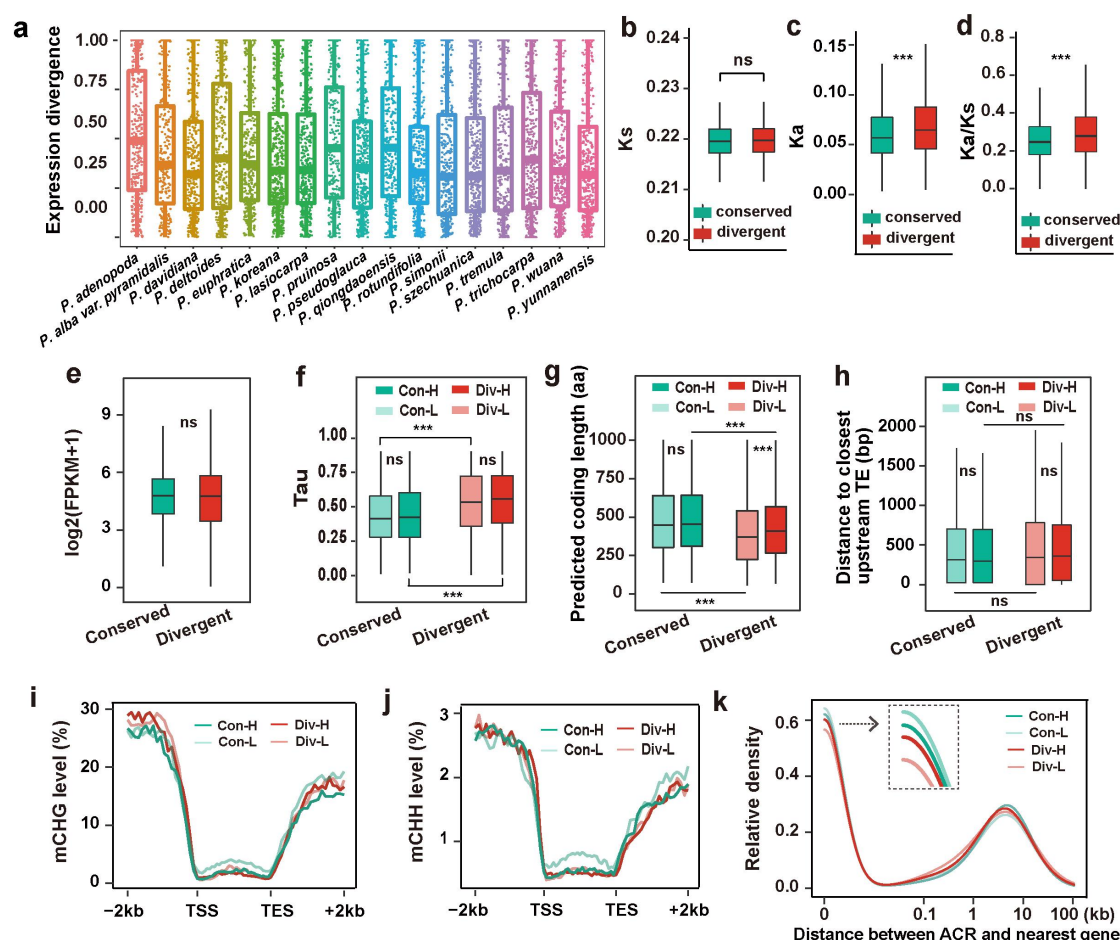 a
Expression divergence
1.00
0.75
0.50
0.25
0.00
P. adenopoda
P. alba var. pyramidalis
P. davidiana
P. deltoides
P. euphratica
P. koreana
P. lasiocarpa
P. pruinosa
P. pseudoglauca
P. qiongdaoensis
P. rotundifolia
P. simonii
P. szechuanica
P. tremula
P. trichocarpa
P. wuana
P. yunnanensis
b
Ks
0.24
0.23
0.22
0.21
0.20
ns
conserved
divergent
c
Ka
0.15
0.10
0.05
0.00
***
conserved
divergent
d
Ka/Ks
0.8
0.6
0.4
0.2
0.0
***
conserved
divergent
e
log2(FPKM+1)
9
6
3
0
ns
Conserved
Divergent
f
Tau
1.00
0.75
0.50
0.25
0.00
Con-H
Div-H
Con-L
Div-L
***
ns
ns
***
Conserved
Divergent
g
Predicted coding length (aa)
1000
750
500
250
0
Con-H
Div-H
Con-L
Div-L
***
ns
***
***
Conserved
Divergent
h
Distance to closest
upstream TE (bp)
2000
1500
1000
500
0
Con-H
Div-H
Con-L
Div-L
ns
ns
ns
ns
Conserved
Divergent
i
mCHG level (%)
30
20
10
0
Con-H
Div-H
Con-L
Div-L
−2kb
TSS
TES
+2kb
j
mCHH level (%)
3
2
1
Con-H
Div-H
Con-L
Div-L
−2kb
TSS
TES
+2kb
k
Relative density
0.6
0.4
0.2
0.0
Con-H
Con-L
Div-H
Div-L
0
0.1
1
10
100 (kb)
Distance between ACR and nearest gene